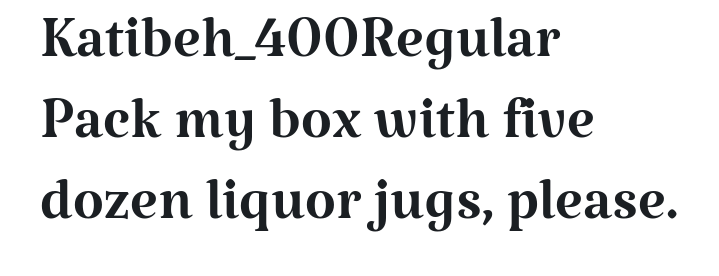 Katibeh_400Regular
Pack my box with five
dozen liquor jugs, please.